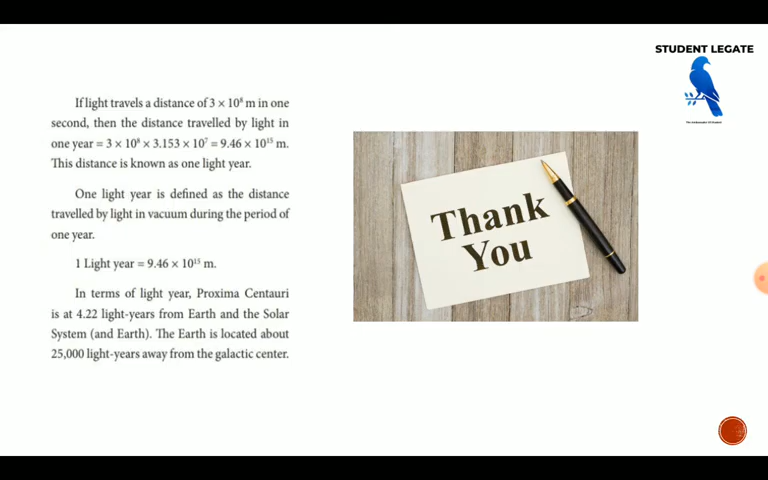 STUDENT LEGATE
If light travels a distance of 3 × 10⁸ m in one
second, then the distance travelled by light in
one year = 3 × 10⁸ × 3.153 × 10⁷ = 9.46 × 10¹⁵ m.
This distance is known as one light year.
One light year is defined as the distance
travelled by light in vacuum during the period of
one year.
1 Light year = 9.46 × 10¹⁵ m.
In terms of light year, Proxima Centauri
is at 4.22 light-years from Earth and the Solar
System (and Earth). The Earth is located about
25,000 light-years away from the galactic center.
Thank
You